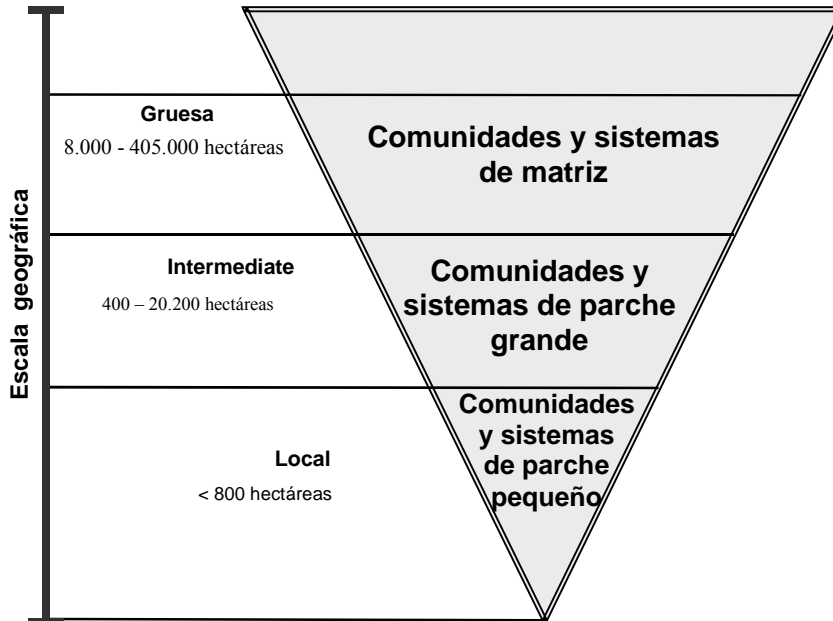 Escala geográfica
Gruesa
8.000 - 405.000 hectáreas
Comunidades y sistemas
de matriz
Intermediate
400 – 20.200 hectáreas
Comunidades y
sistemas de parche
grande
Local
< 800 hectáreas
Comunidades
y sistemas
de parche
pequeño